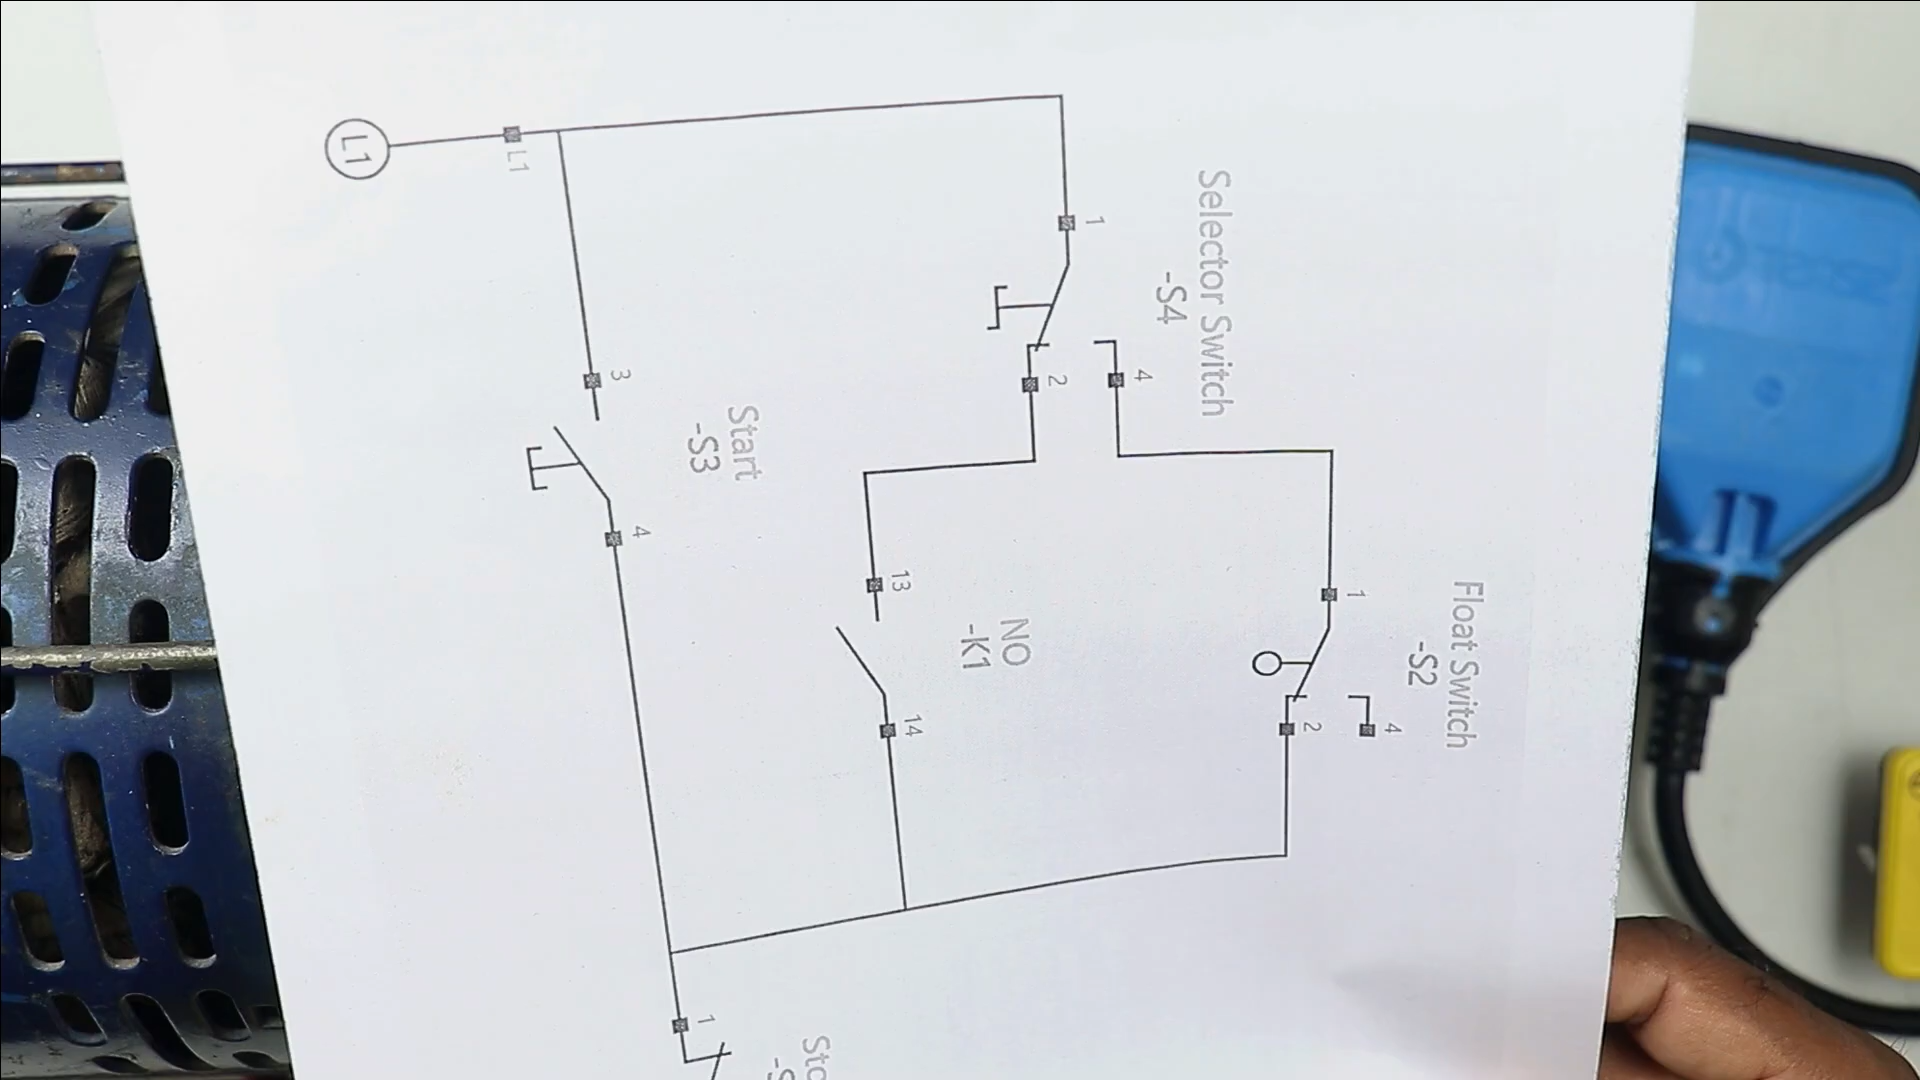 L1
L1
1
Selector Switch
-S4
2
4
3
Start
-S3
4
13
NO
-K1
14
1
Float Switch
-S2
2
4
1